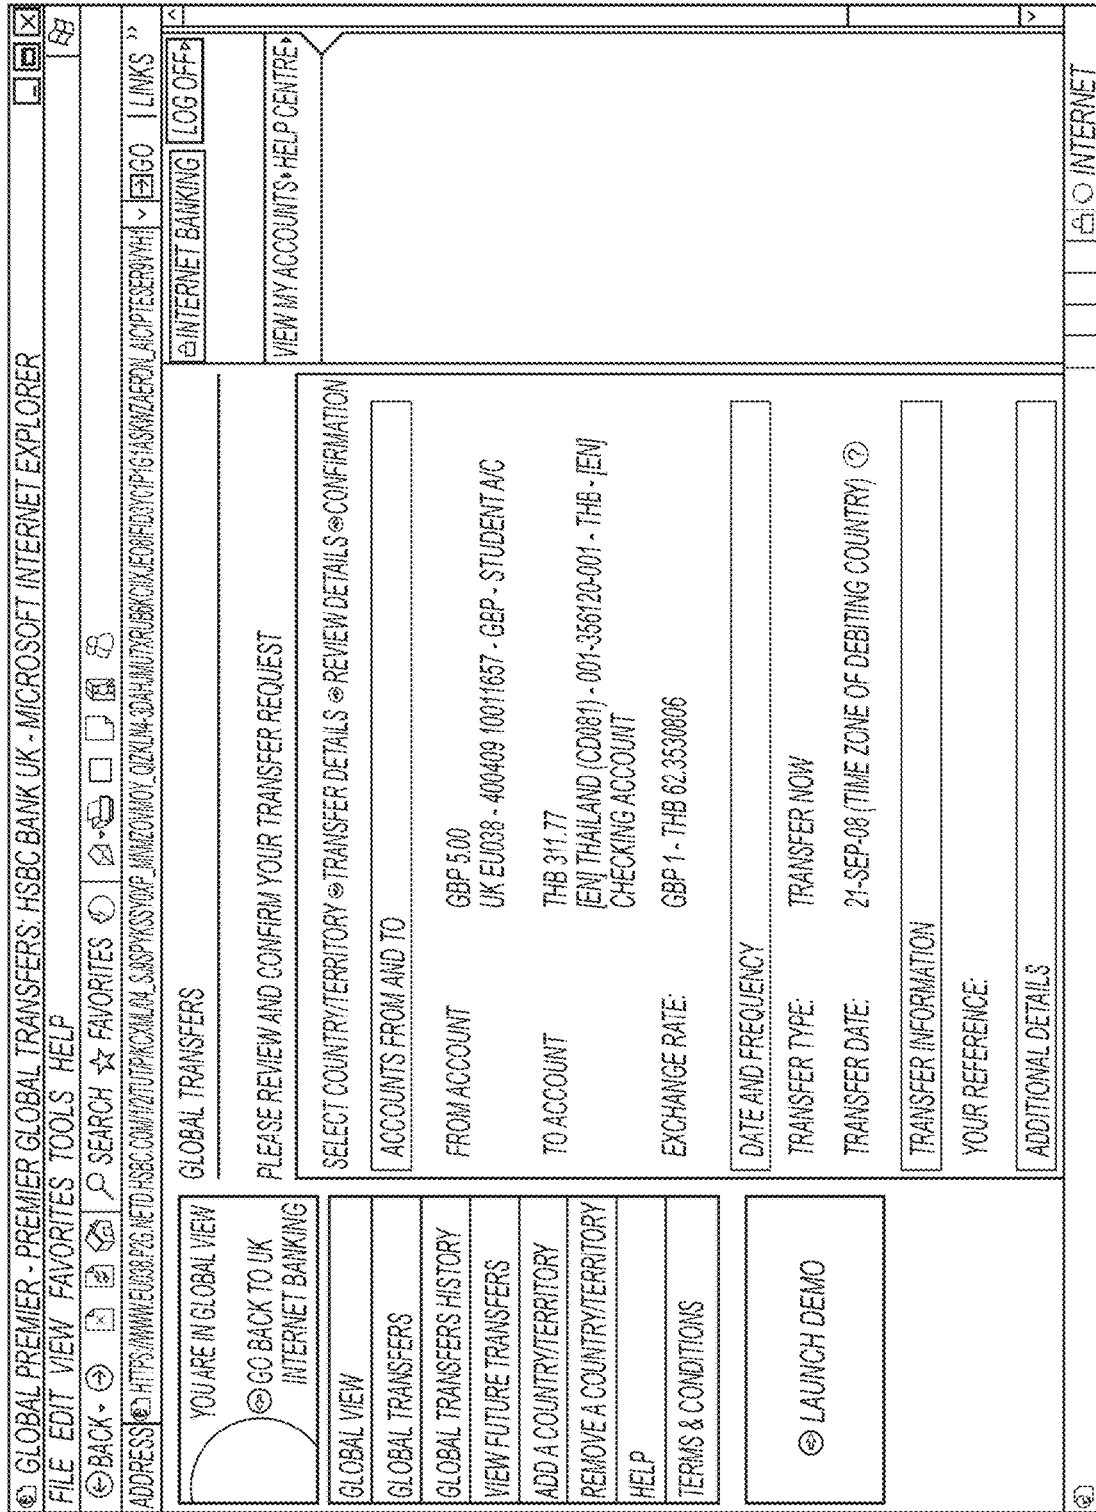 GLOBAL PREMIER - PREMIER GLOBAL TRANSFERS: HSBC BANK UK - MICROSOFT INTERNET EXPLORER
FILE EDIT VIEW FAVORITES TOOLS HELP
BACK SEARCH FAVORITES
ADDRESS GO LINKS »
INTERNET BANKING LOG OFF
VIEW MY ACCOUNTS HELP CENTRE
YOU ARE IN GLOBAL VIEW
GO BACK TO UK
INTERNET BANKING
GLOBAL VIEW
GLOBAL TRANSFERS
GLOBAL TRANSFERS HISTORY
VIEW FUTURE TRANSFERS
ADD A COUNTRY/TERRITORY
REMOVE A COUNTRY/TERRITORY
HELP
TERMS & CONDITIONS
LAUNCH DEMO
GLOBAL TRANSFERS
PLEASE REVIEW AND CONFIRM YOUR TRANSFER REQUEST
SELECT COUNTRY/TERRITORY TRANSFER DETAILS REVIEW DETAILS CONFIRMATION
ACCOUNTS FROM AND TO
FROM ACCOUNT GBP 5.00
UK EU038 - 400409 10011657 - GBP - STUDENT A/C
TO ACCOUNT THB 311.77
[EN] THAILAND (CD081) - 001-356120-001 - THB - [EN]
CHECKING ACCOUNT
EXCHANGE RATE: GBP 1 - THB 62.3530806
DATE AND FREQUENCY
TRANSFER TYPE: TRANSFER NOW
TRANSFER DATE: 21-SEP-08 (TIME ZONE OF DEBITING COUNTRY) ?
TRANSFER INFORMATION
YOUR REFERENCE:
ADDITIONAL DETAILS
INTERNET